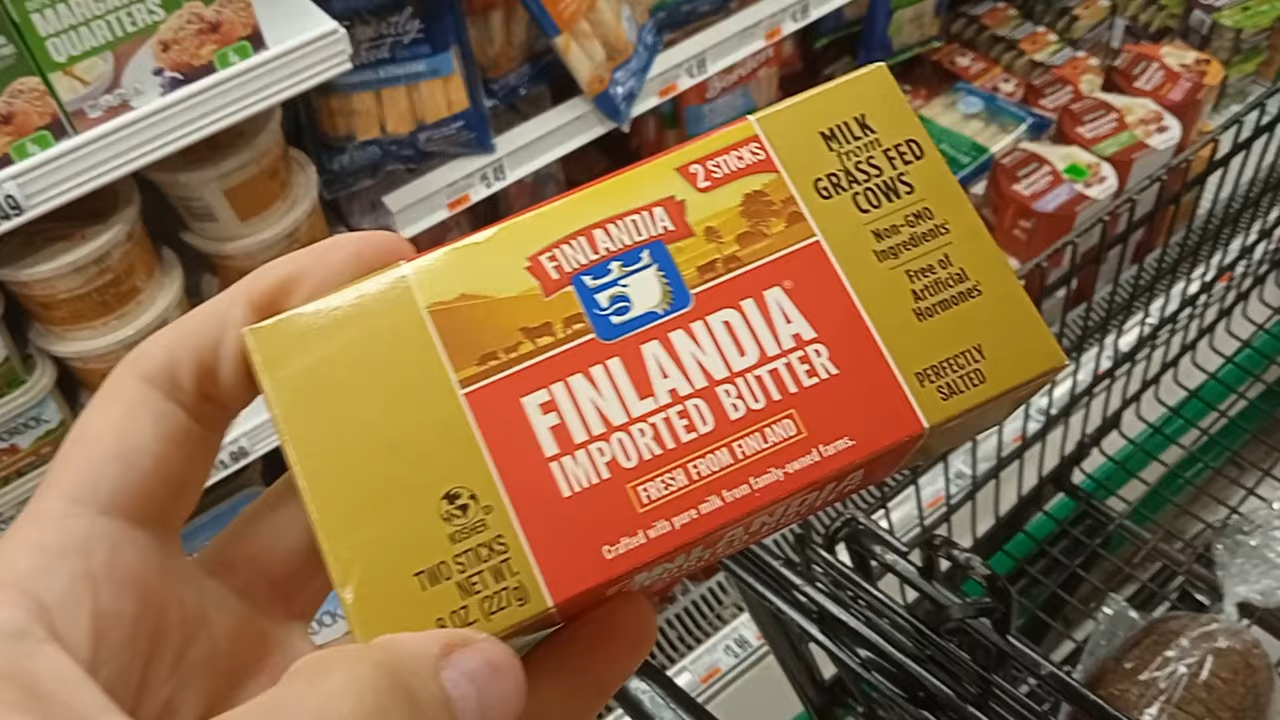 MARGARINE
QUARTERS
2 STICKS
FINLANDIA
FINLANDIA®
IMPORTED BUTTER
FRESH FROM FINLAND
Crafted with pure milk from family-owned farms.
MILK
from
GRASS FED
COWS
Non-GMO
Ingredients
Free of
Artificial
Hormones
PERFECTLY
SALTED
KOSHER
TWO STICKS
NET WT.
8 OZ (227g)
FINLANDIA